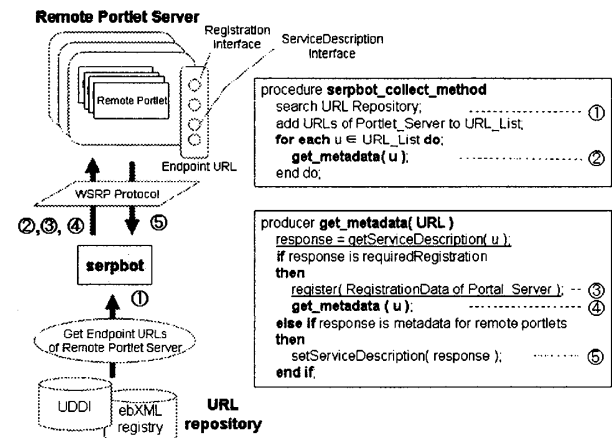 Remote Portlet Server
Registration
Interface
ServiceDescription
Interface
Remote Portlet
Endpoint URL
WSRP Protocol
②,③, ④
⑤
serpbot
①
Get Endpoint URLs
of Remote Portlet Server
UDDI
ebXML
registry
URL
repository
procedure serpbot_collect_method
search URL Repository; ①
add URLs of Portlet_Server to URL_List;
for each u ∈ URL_List do;
get_metadata( u ); ②
end do;
producer get_metadata( URL )
response = getServiceDescription( u );
if response is requiredRegistration
then
register( RegistrationData of Portal_Server ); ③
get_metadata ( u ); ④
else if response is metadata for remote portlets
then
setServiceDescription( response ); ⑤
end if;